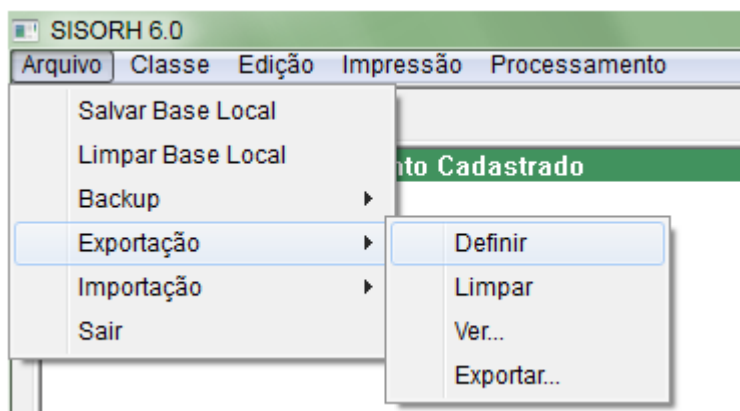 SISORH 6.0
Arquivo Classe Edição Impressão Processamento
Salvar Base Local
Limpar Base Local
nto Cadastrado
Backup
Exportação
Definir
Importação
Limpar
Sair
Ver...
Exportar...